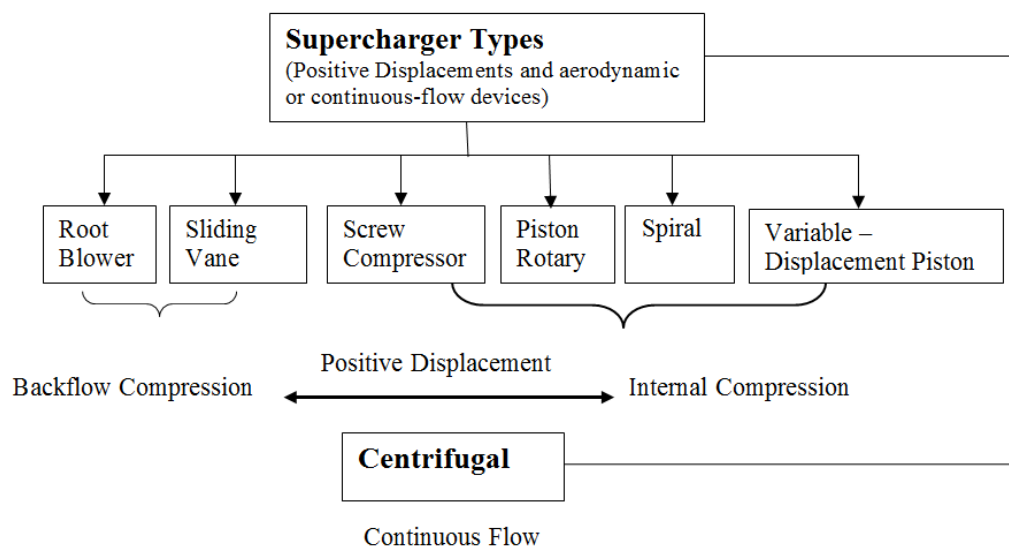 Supercharger Types
(Positive Displacements and aerodynamic
or continuous-flow devices)
Root
Blower
Sliding
Vane
Screw
Compressor
Piston
Rotary
Spiral
Variable –
Displacement Piston
Positive Displacement
Backflow Compression
Internal Compression
Centrifugal
Continuous Flow